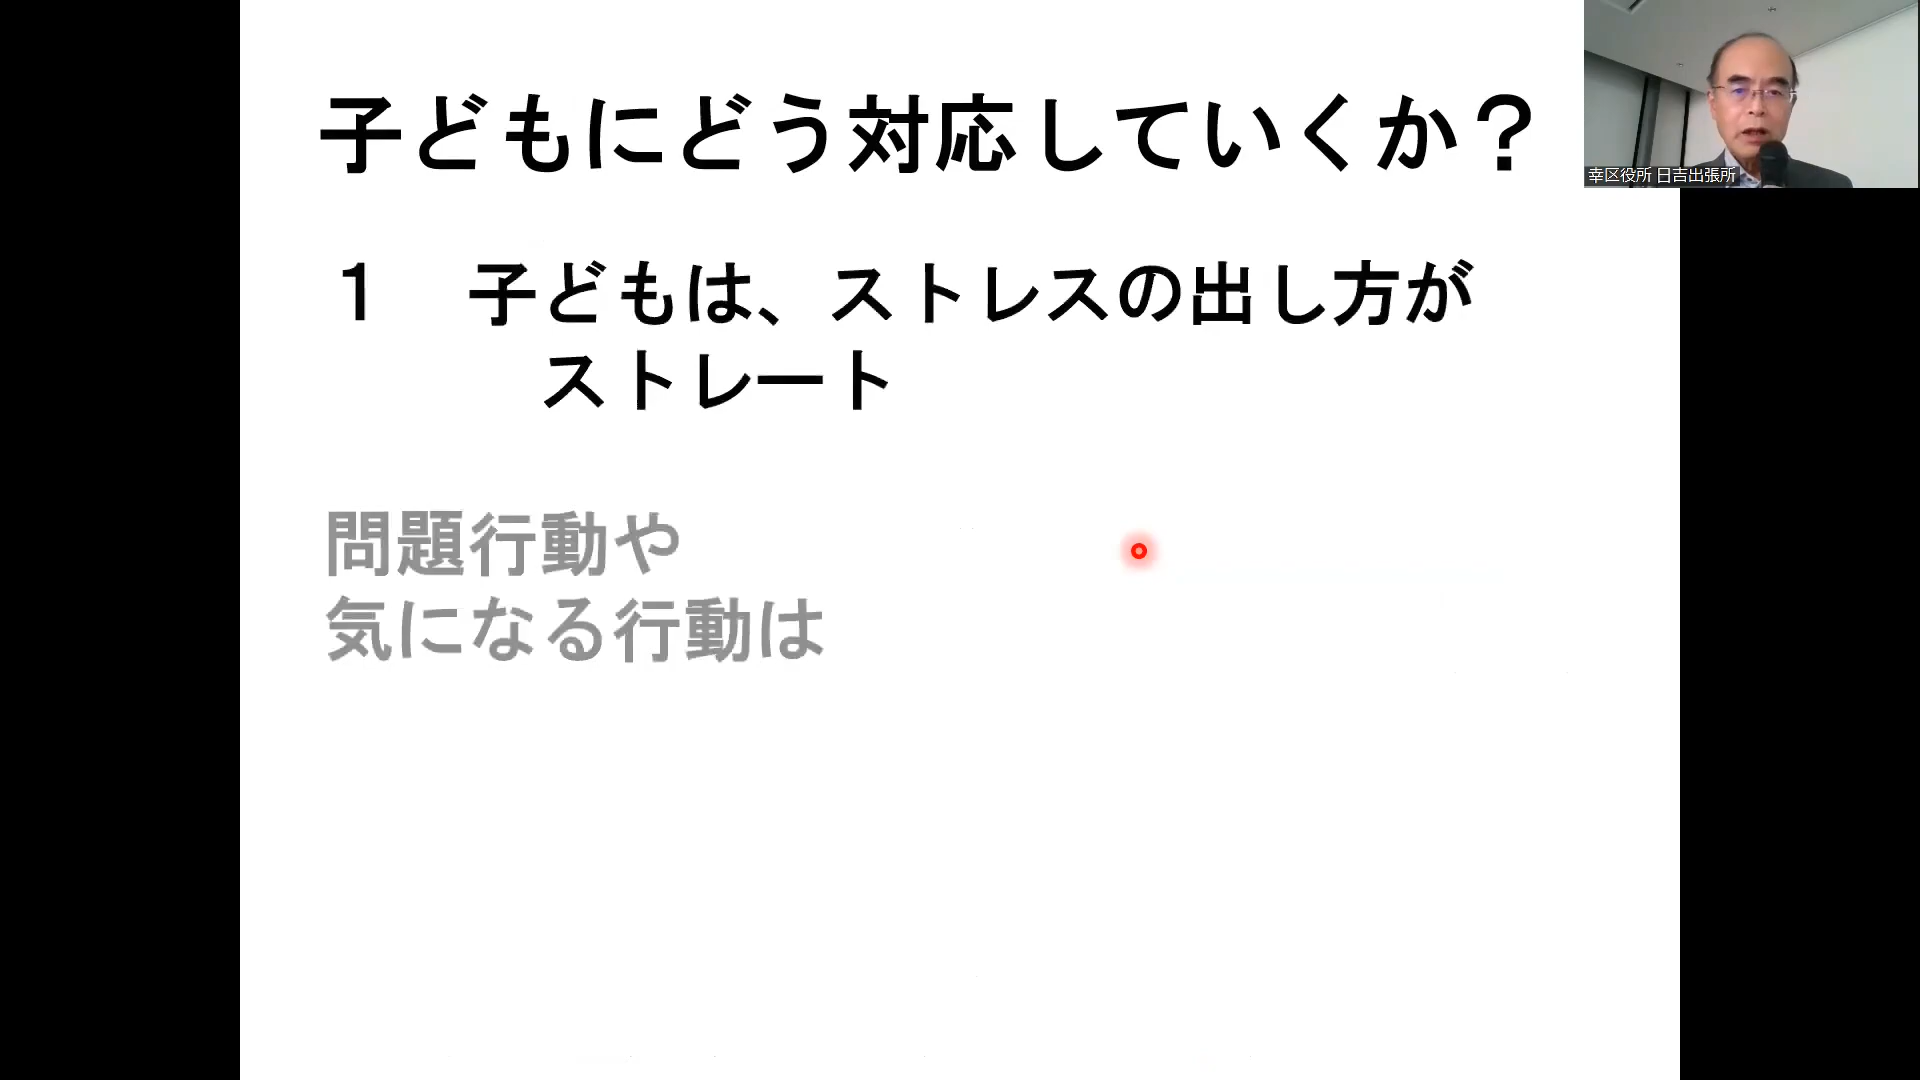 子どもにどう対応していくか？
幸区役所 日吉出張所
１　子どもは、ストレスの出し方が
ストレート
問題行動や
気になる行動は